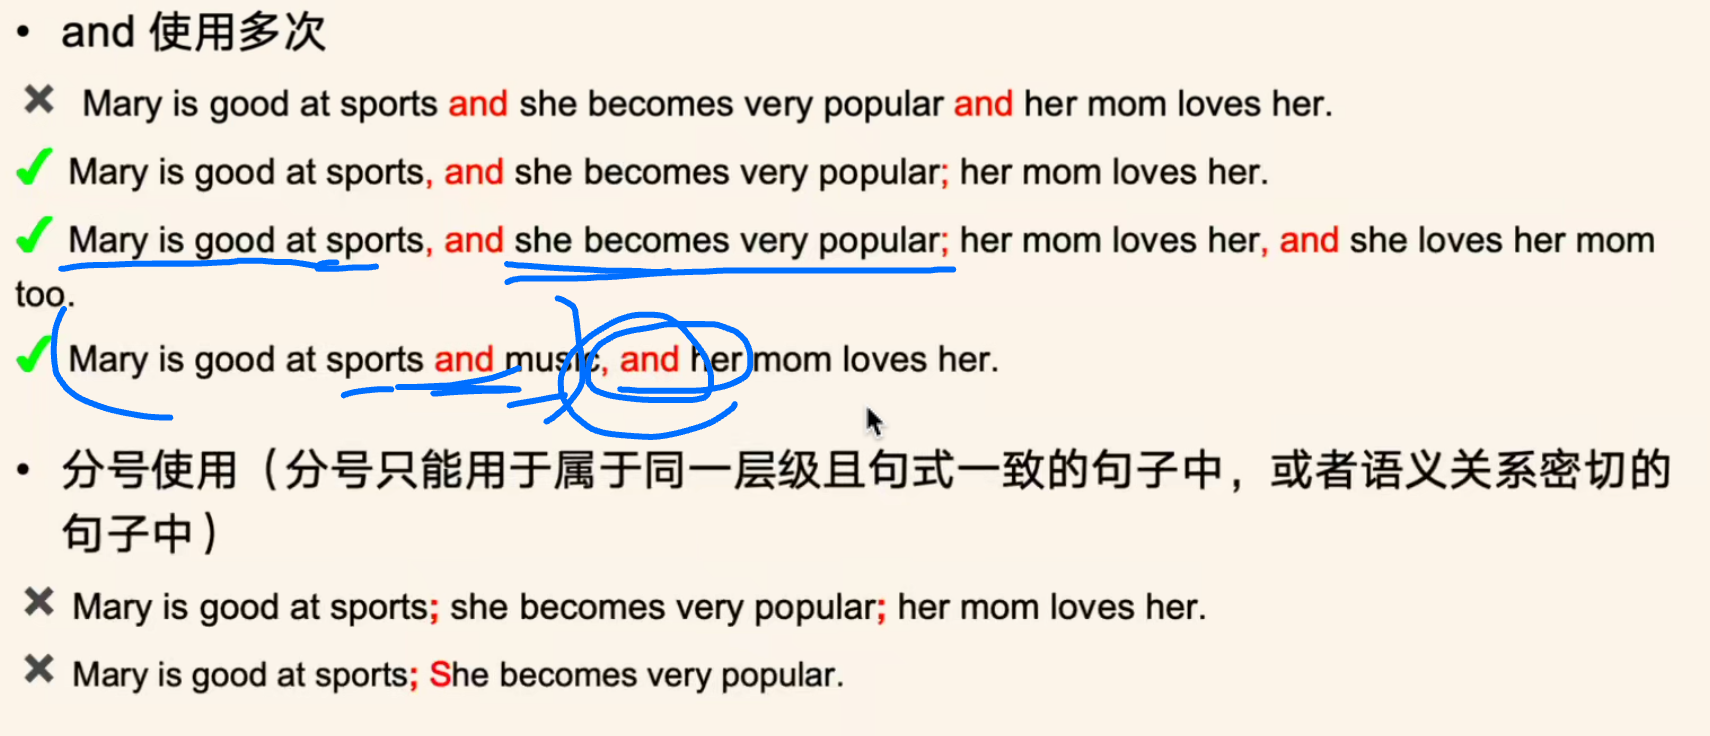 • and 使用多次
✖ Mary is good at sports and she becomes very popular and her mom loves her.
✔ Mary is good at sports, and she becomes very popular; her mom loves her.
✔ Mary is good at sports, and she becomes very popular; her mom loves her, and she loves her mom
too.
✔ Mary is good at sports and music, and her mom loves her.
• 分号使用（分号只能用于属于同一层级且句式一致的句子中，或者语义关系密切的
句子中）
✖ Mary is good at sports; she becomes very popular; her mom loves her.
✖ Mary is good at sports; She becomes very popular.